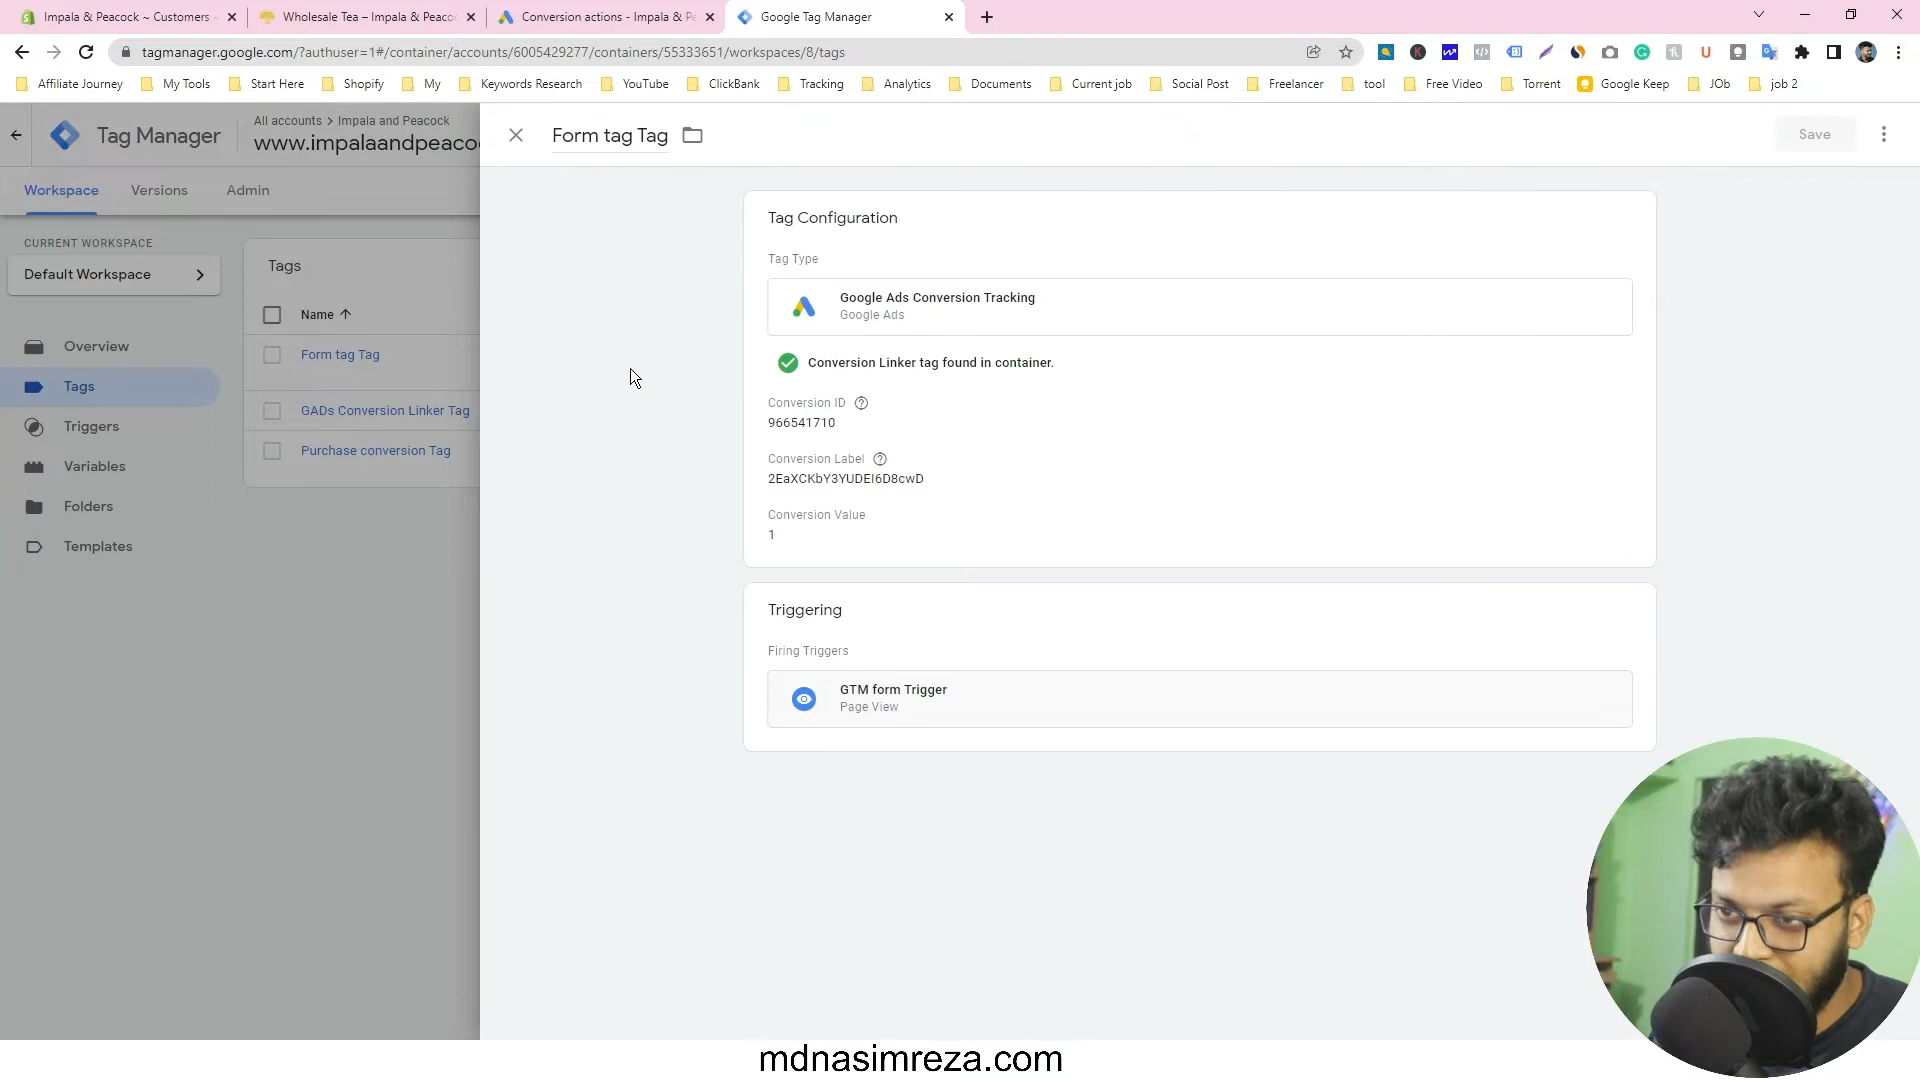 Impala & Peacock ~ Customers
Wholesale Tea – Impala & Peaco
Conversion actions - Impala & Pe
Google Tag Manager
tagmanager.google.com/?authuser=1#/container/accounts/6005429277/containers/55333651/workspaces/8/tags
Affiliate Journey
My Tools
Start Here
Shopify
My
Keywords Research
YouTube
ClickBank
Tracking
Analytics
Documents
Current job
Social Post
Freelancer
tool
Free Video
Torrent
Google Keep
JOb
job 2
Tag Manager
All accounts > Impala and Peacock
www.impalaandpeaco
Workspace
Versions
Admin
CURRENT WORKSPACE
Default Workspace
Overview
Tags
Triggers
Variables
Folders
Templates
Tags
Name
Form tag Tag
GADs Conversion Linker Tag
Purchase conversion Tag
Form tag Tag
Save
Tag Configuration
Tag Type
Google Ads Conversion Tracking
Google Ads
Conversion Linker tag found in container.
Conversion ID
966541710
Conversion Label
2EaXCKbY3YUDEI6D8cwD
Conversion Value
1
Triggering
Firing Triggers
GTM form Trigger
Page View
mdnasimreza.com